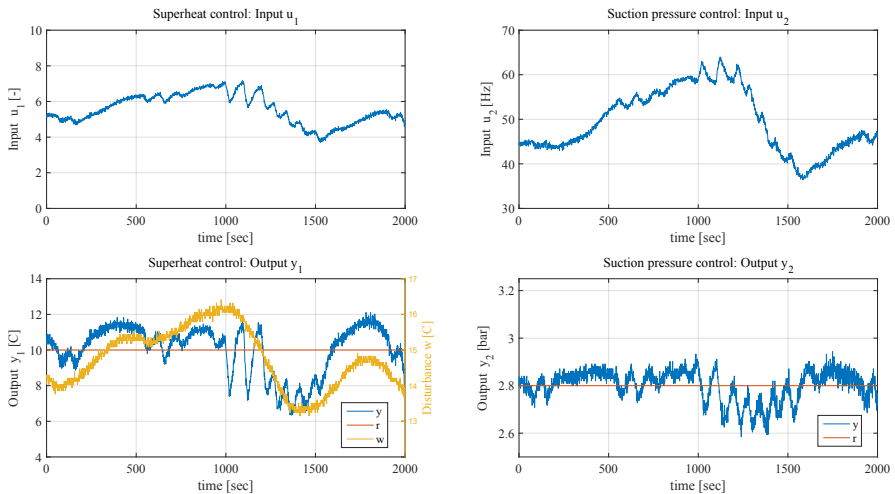 Superheat control: Input u1
10
8
6
4
2
0
Input u1 [-]
0 500 1000 1500 2000
time [sec]
Suction pressure control: Input u2
70
60
50
40
30
Input u2 [Hz]
0 500 1000 1500 2000
time [sec]
Superheat control: Output y1
14
12
10
8
6
4
Output y1 [C]
17
16
15
14
13
Disturbance w [C]
y
r
w
0 500 1000 1500 2000
time [sec]
Suction pressure control: Output y2
3.2
3
2.8
2.6
2.4
Output y2 [bar]
y
r
0 500 1000 1500 2000
time [sec]